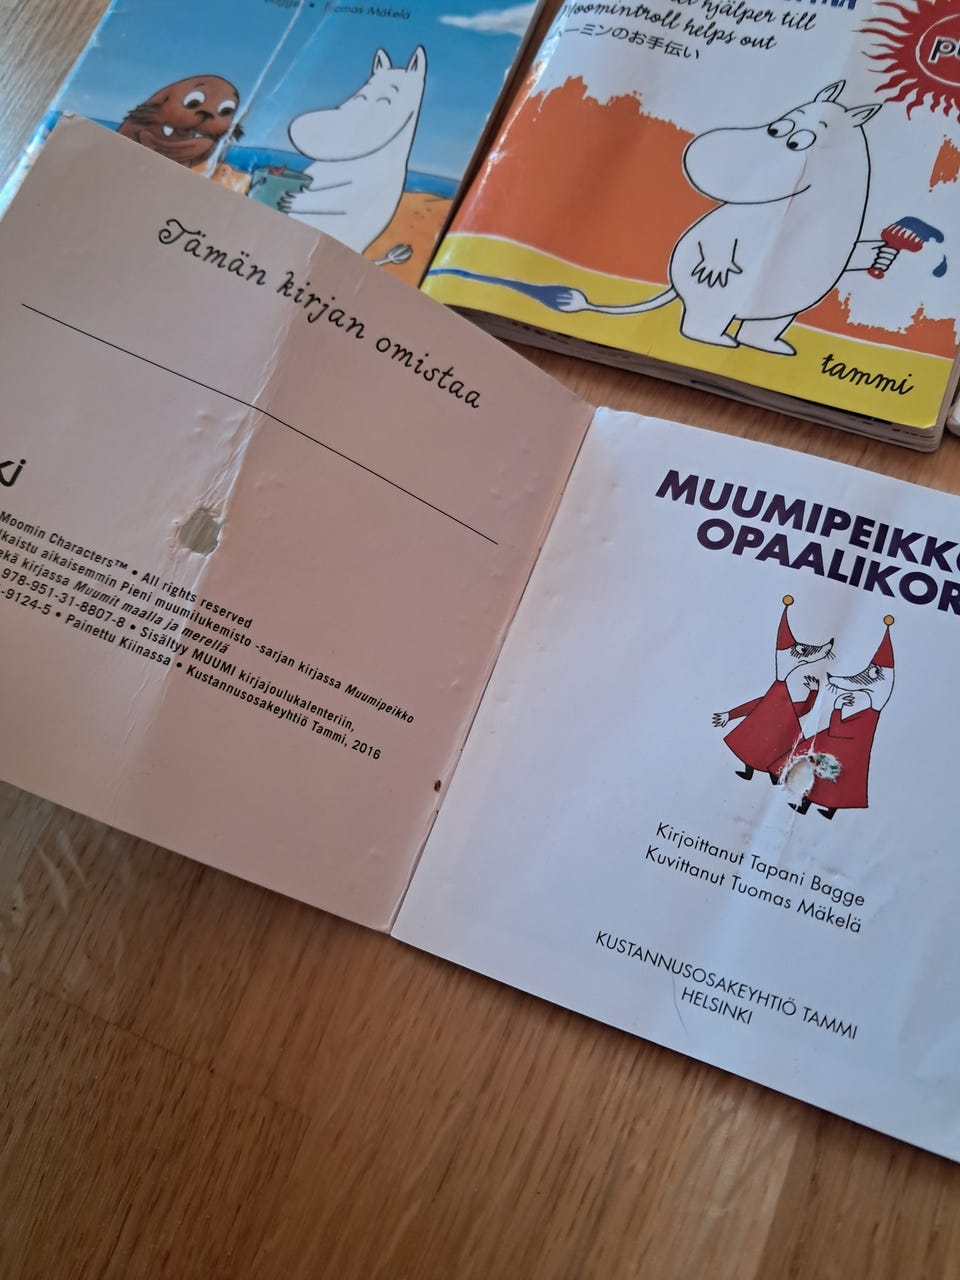 Tuomas Mäkelä
hjälper till
Moomintroll helps out
ーミンのお手伝い
tammi
Tämän kirjan omistaa
Moomin Characters™ • All rights reserved
aikaisemmin Pieni muumilukemisto -sarjan kirjassa Muumipeikko
kirjassa Muumit maalla ja merellä
978-951-31-8807-8 • Sisältyy MUUMI kirjajoulukalenteriin,
-9124-5 • Painettu Kiinassa • Kustannusosakeyhtiö Tammi, 2016
MUUMIPEIKKO
OPAALIKOR
Kirjoittanut Tapani Bagge
Kuvittanut Tuomas Mäkelä
KUSTANNUSOSAKEYHTIÖ TAMMI
HELSINKI